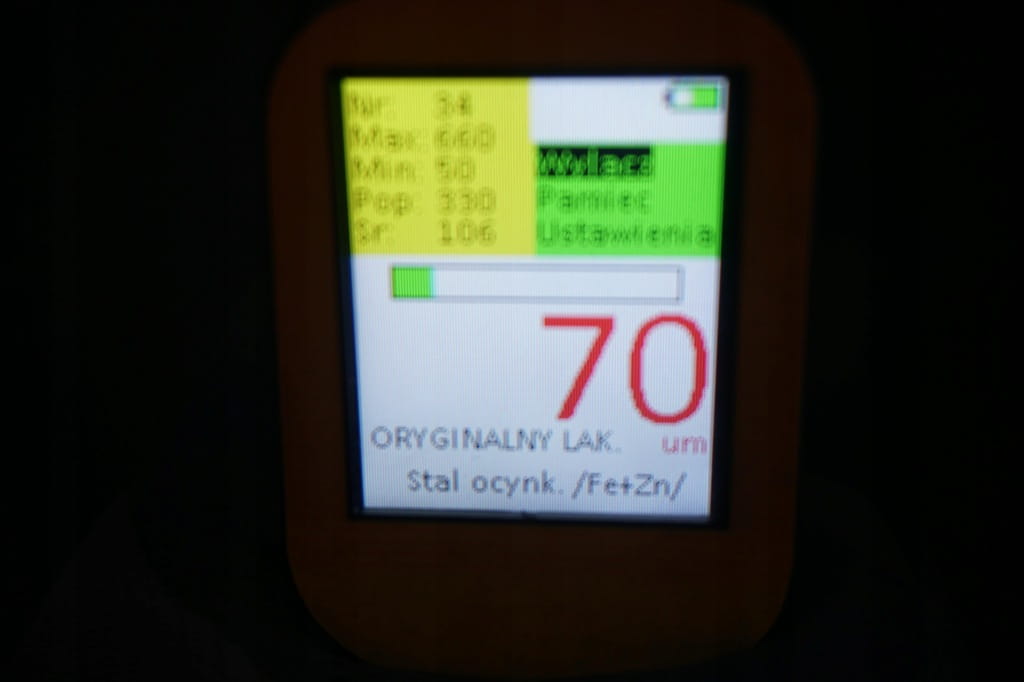 Nr: 34
Max: 660
Min: 50
Pop: 330
Sr: 106
Wylacz
Pamiec
Ustawienia
70
um
ORYGINALNY LAK.
Stal ocynk. /Fe+Zn/